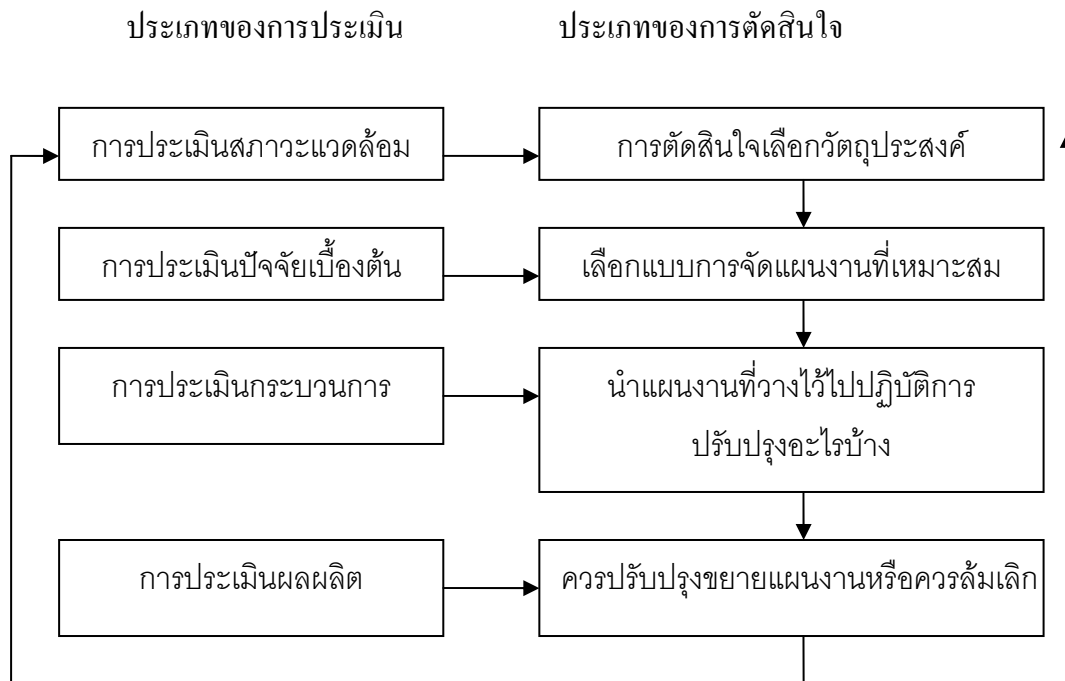 ประเภทของการประเมิน ประเภทของการตัดสินใจ
การประเมินสภาวะแวดล้อม
การตัดสินใจเลือกวัตถุประสงค์
การประเมินปัจจัยเบื้องต้น
เลือกแบบการจัดแผนงานที่เหมาะสม
การประเมินกระบวนการ
นำแผนงานที่วางไว้ไปปฏิบัติการ
ปรับปรุงอะไรบ้าง
การประเมินผลผลิต
ควรปรับปรุงขยายแผนงานหรือควรล้มเลิก